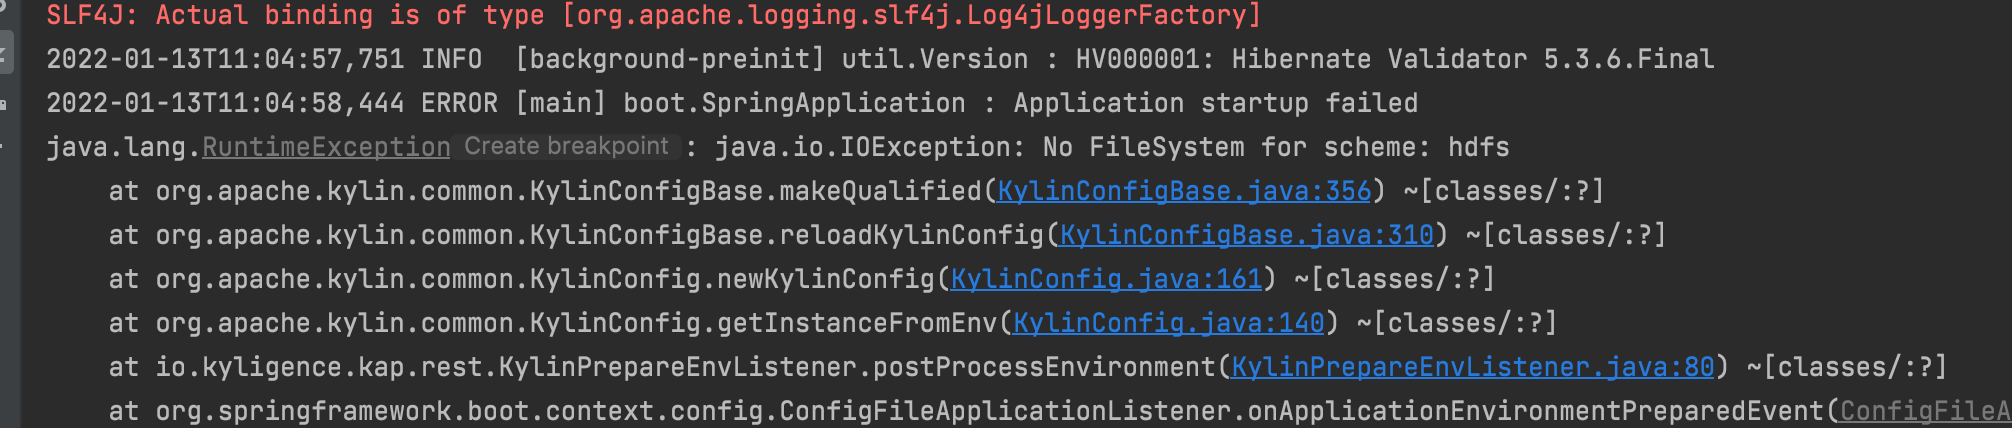 SLF4J: Actual binding is of type [org.apache.logging.slf4j.Log4jLoggerFactory]
2022-01-13T11:04:57,751 INFO  [background-preinit] util.Version : HV000001: Hibernate Validator 5.3.6.Final
2022-01-13T11:04:58,444 ERROR [main] boot.SpringApplication : Application startup failed
java.lang.RuntimeException Create breakpoint : java.io.IOException: No FileSystem for scheme: hdfs
at org.apache.kylin.common.KylinConfigBase.makeQualified(KylinConfigBase.java:356) ~[classes/:?]
at org.apache.kylin.common.KylinConfigBase.reloadKylinConfig(KylinConfigBase.java:310) ~[classes/:?]
at org.apache.kylin.common.KylinConfig.newKylinConfig(KylinConfig.java:161) ~[classes/:?]
at org.apache.kylin.common.KylinConfig.getInstanceFromEnv(KylinConfig.java:140) ~[classes/:?]
at io.kyligence.kap.rest.KylinPrepareEnvListener.postProcessEnvironment(KylinPrepareEnvListener.java:80) ~[classes/:?]
at org.springframework.boot.context.config.ConfigFileApplicationListener.onApplicationEnvironmentPreparedEvent(ConfigFileA